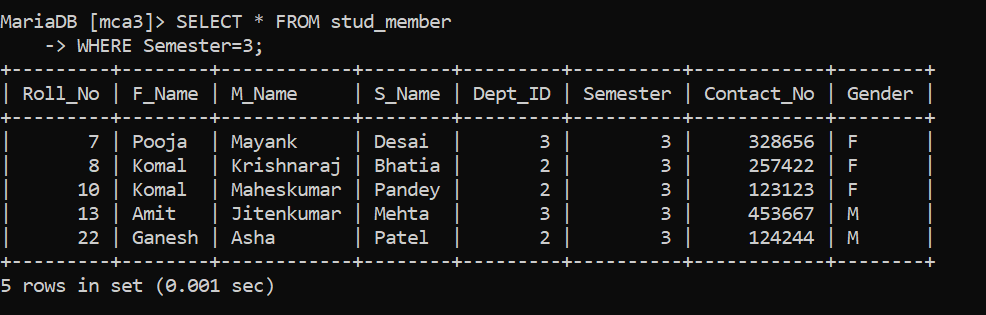 MariaDB [mca3]> SELECT * FROM stud_member
    -> WHERE Semester=3;
+---------+---------+------------+--------+---------+----------+------------+--------+
| Roll_No | F_Name | M_Name     | S_Name | Dept_ID | Semester | Contact_No | Gender |
+---------+---------+------------+--------+---------+----------+------------+--------+
|       7 | Pooja  | Mayank     | Desai  |       3 |        3 |     328656 | F      |
|       8 | Komal  | Krishnaraj | Bhatia |       2 |        3 |     257422 | F      |
|      10 | Komal  | Maheskumar | Pandey |       2 |        3 |     123123 | F      |
|      13 | Amit   | Jitenkumar | Mehta  |       3 |        3 |     453667 | M      |
|      22 | Ganesh | Asha       | Patel  |       2 |        3 |     124244 | M      |
+---------+---------+------------+--------+---------+----------+------------+--------+
5 rows in set (0.001 sec)